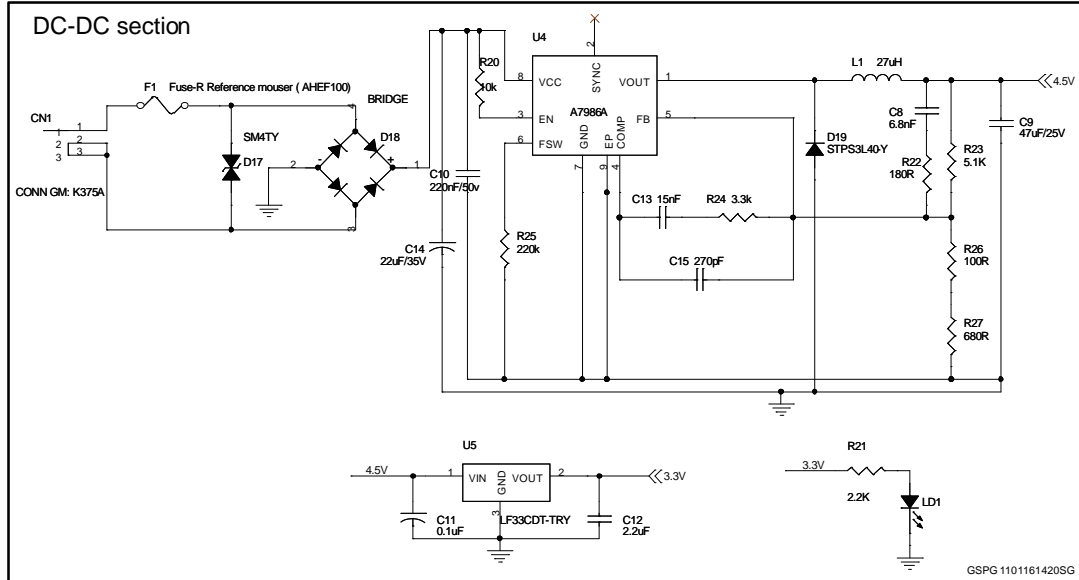 DC-DC section
CN1
1
1
2
2
3
3
CONN GM: K375A
F1
Fuse-R Reference mouser ( AHEF100)
SM4TY
D17
BRIDGE
4
D18
2
-
+
1
3
C14
22uF/35V
C10
220nF/50v
R20
10k
R25
220k
U4
2
8
VCC
SYNC
VOUT
1
A7986A
3
EN
FB
5
6
FSW
GND
EP
COMP
7
9
4
C13 15nF
R24 3.3k
C15 270pF
D19
STPS3L40-Y
L1 27uH
C8
6.8nF
R22
180R
R23
5.1K
R26
100R
R27
680R
4.5V
C9
47uF/25V
U5
4.5V
1
VIN
GND
VOUT
2
3.3V
3
LF33CDT-TRY
C11
0.1uF
C12
2.2uF
R21
3.3V
2.2K
LD1
GSPG 1101161420SG